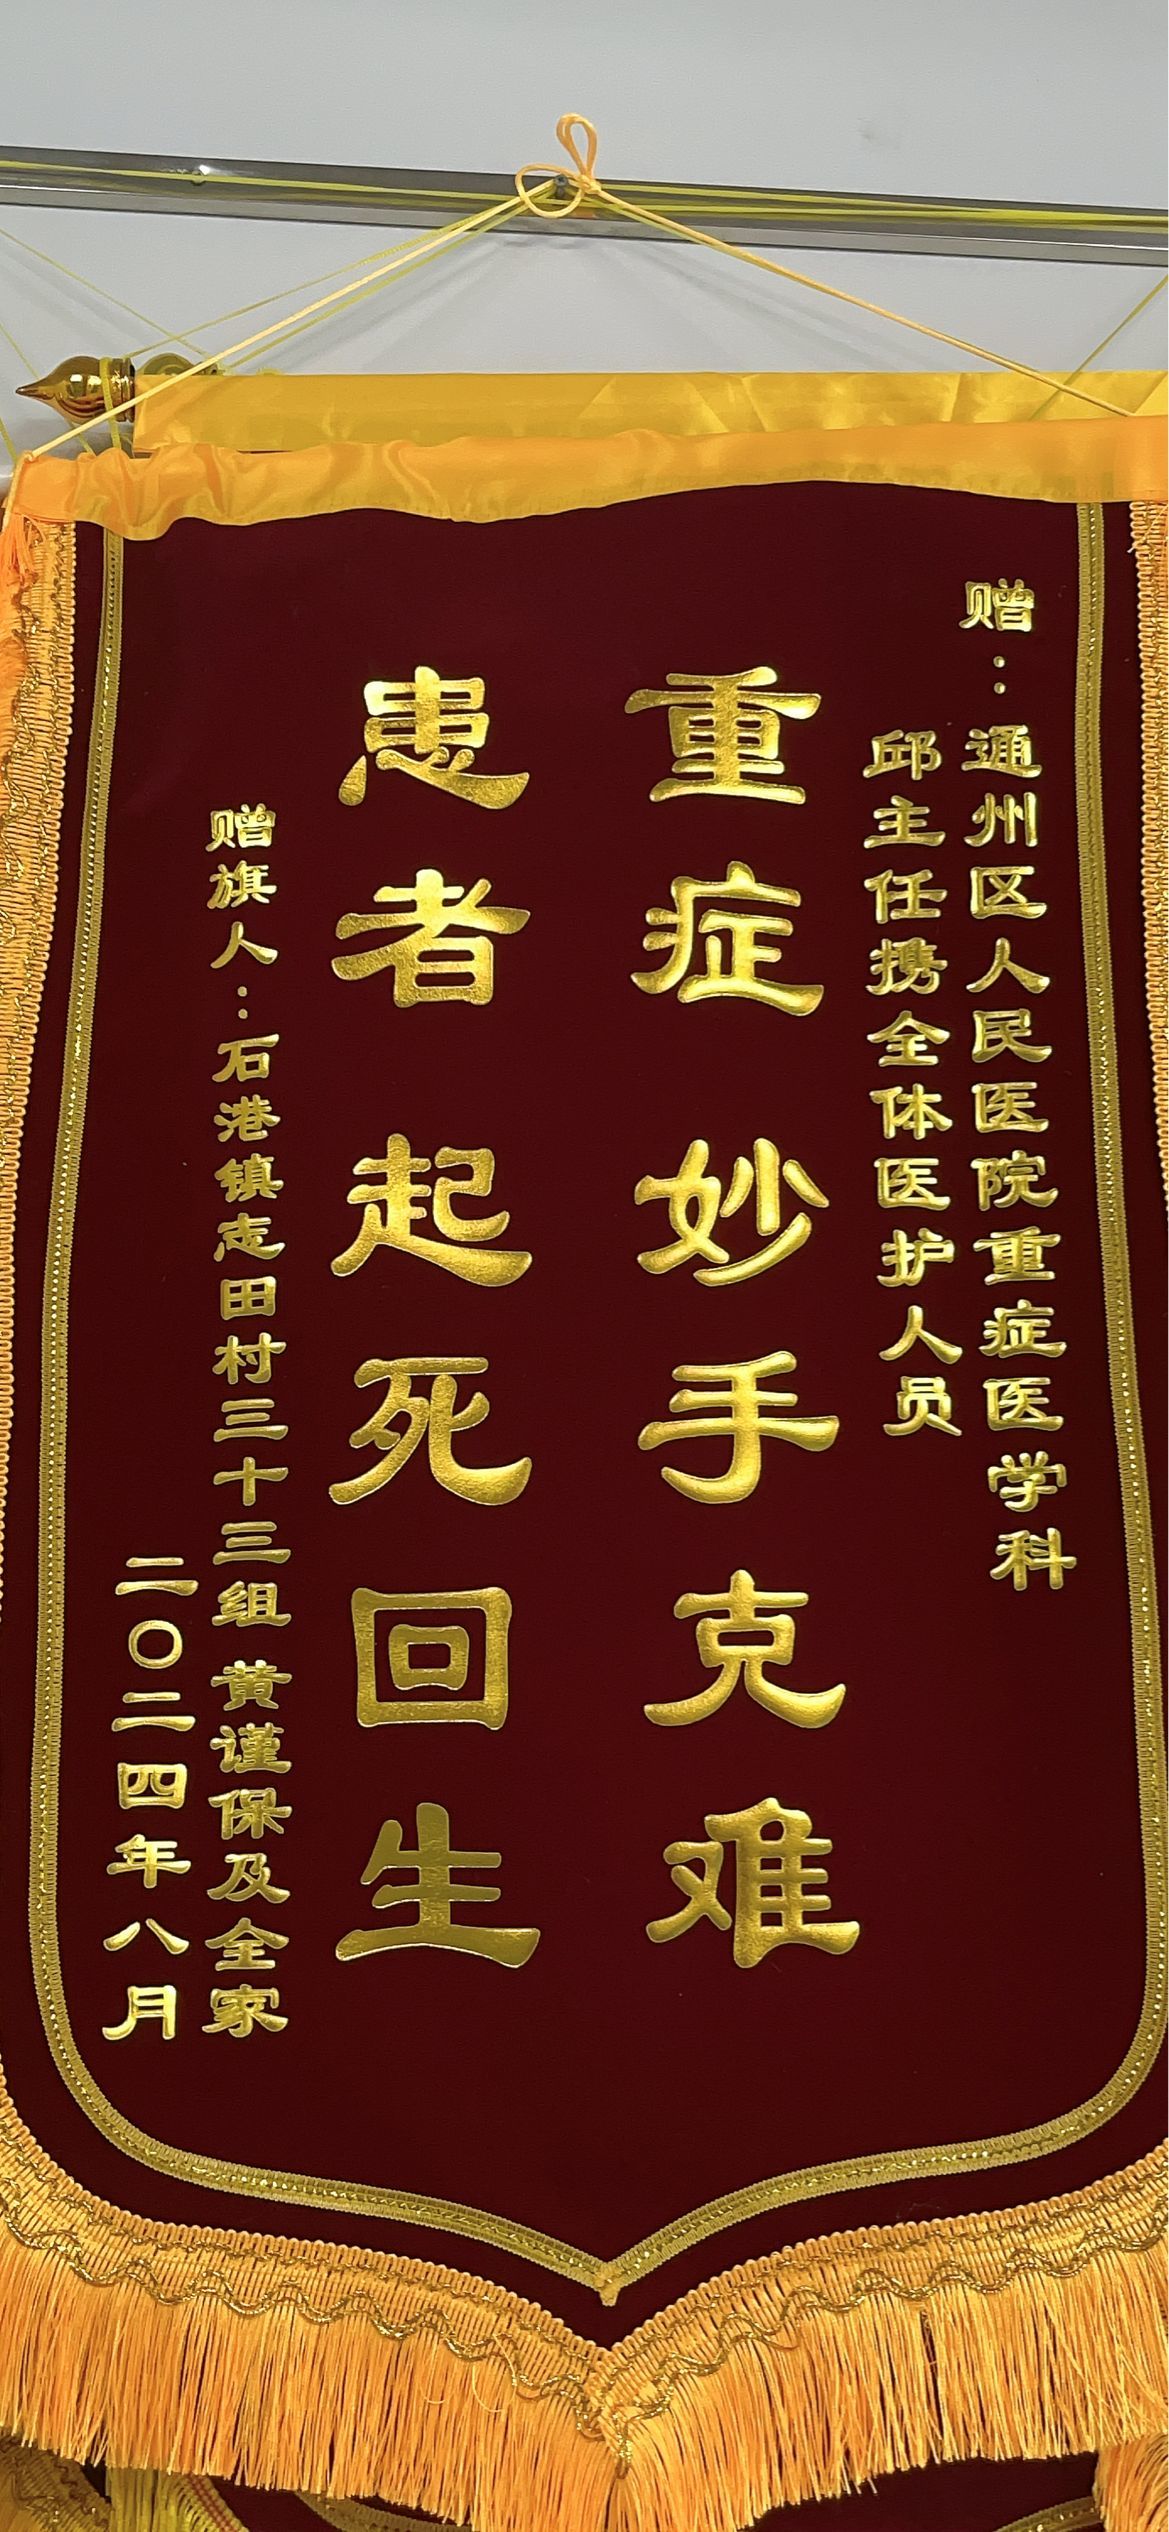 赠：通州区人民医院重症医学科
邱主任携全体医护人员
重症妙手克难
患者起死回生
赠旗人：石港镇志田村三十三组 黄谨保及全家
二〇二四年八月